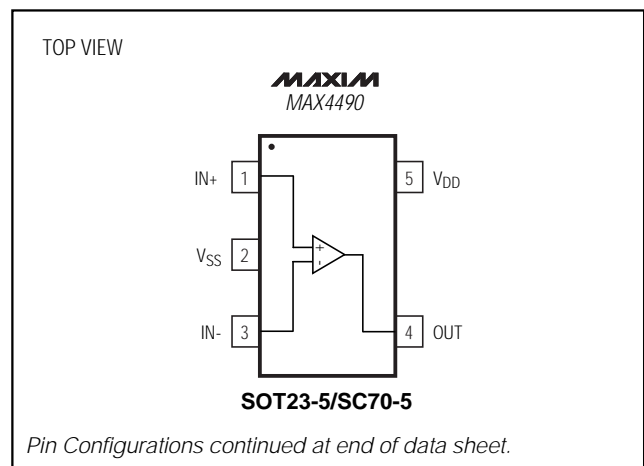 TOP VIEW
MAXIM
MAX4490
IN+ 1
5 VDD
+
-
VSS 2
IN- 3
4 OUT
SOT23-5/SC70-5
Pin Configurations continued at end of data sheet.